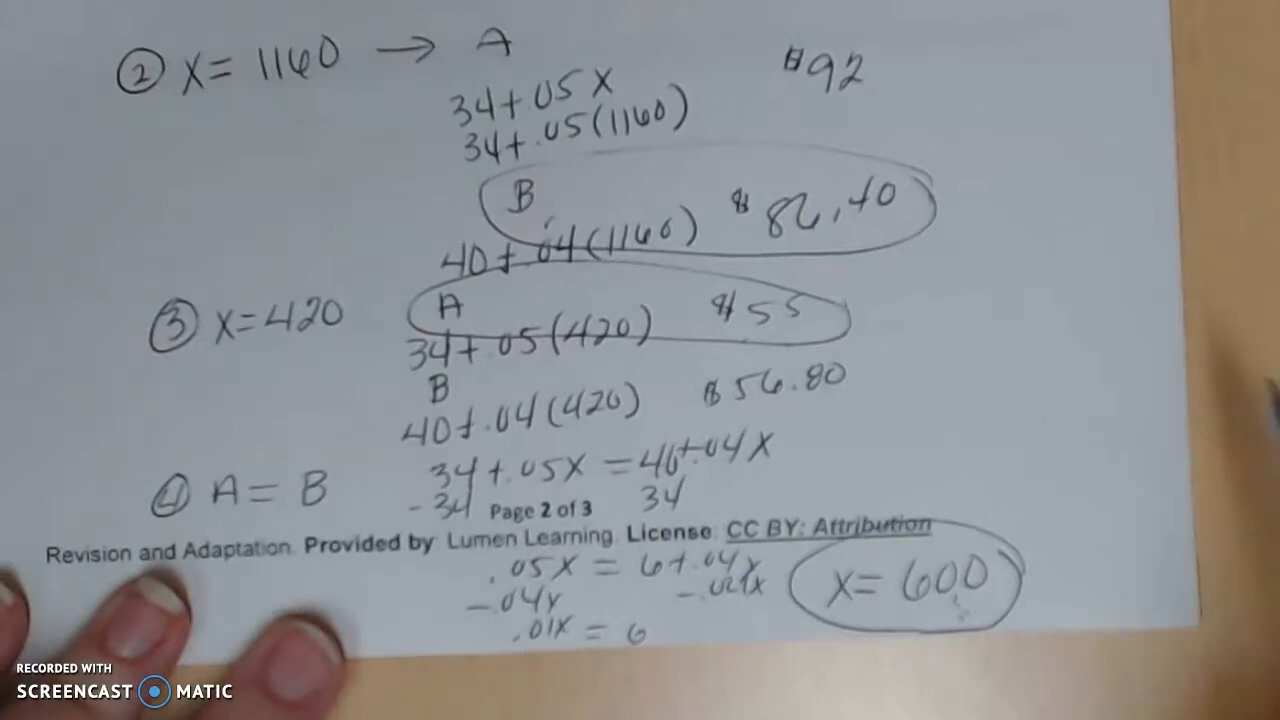 ② X = 1160 → A
34 + .05 X
$92
34 + .05 (1160)
B
40 + .04 (1160) $86.40
③ X = 420
A
34 + .05 (420) $55
B
40 + .04 (420) $56.80
④ A = B
34 + .05X = 40 + .04X
- 34 34
Page 2 of 3
Revision and Adaptation. Provided by: Lumen Learning. License: CC BY: Attribution
.05X = 6 + .04x
- .04x - .04x
.01X = 6
X = 600
RECORDED WITH
SCREENCAST MATIC